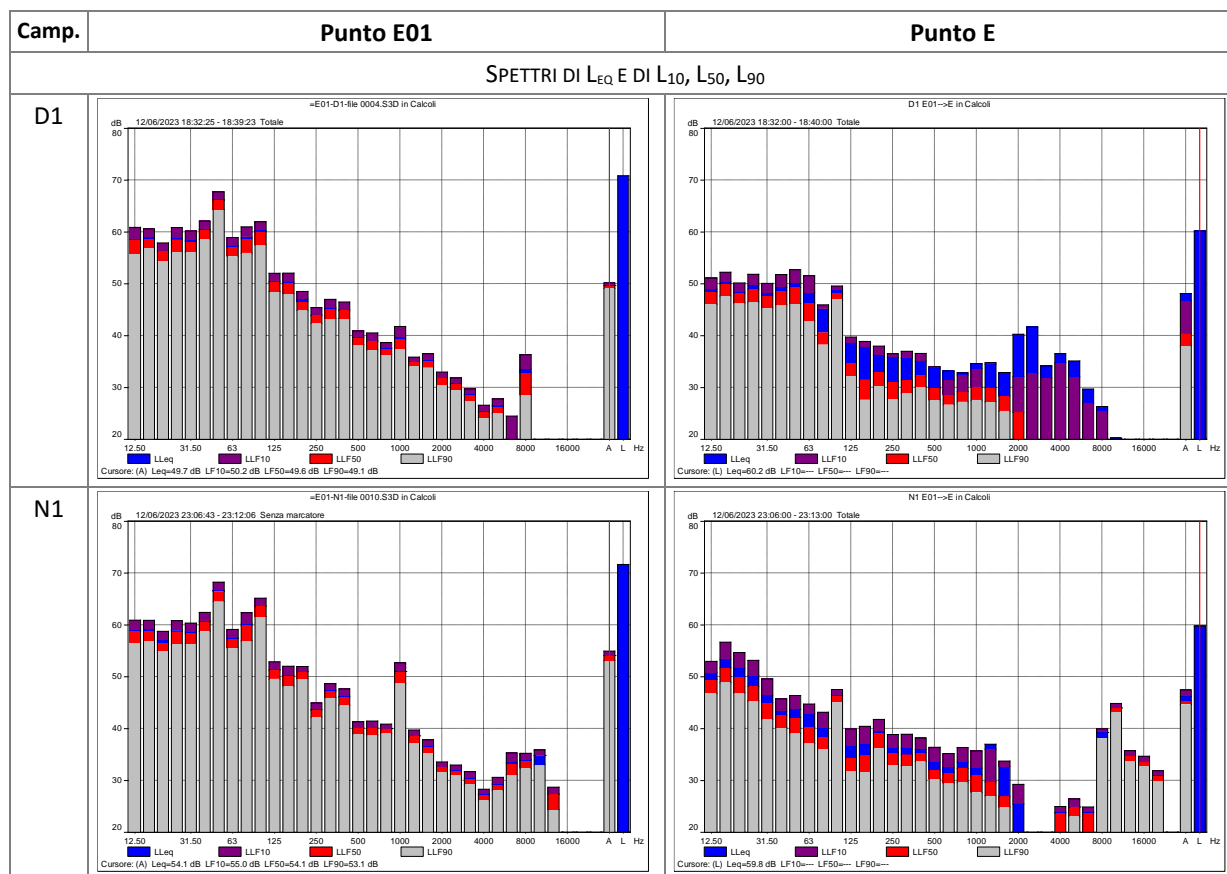 Camp. Punto E01 Punto E
SPETTRI DI LEQ E DI L10, L50, L90
D1
=E01-D1-file 0004.S3D in Calcoli
dB 12/06/2023 18:32:25 - 18:39:23 Totale
80
70
60
50
40
30
20
12.50 31.50 63 125 250 500 1000 2000 4000 8000 16000 A L Hz
LLeq LLF10 LLF50 LLF90
Cursore: (A) Leq=49.7 dB LF10=50.2 dB LF50=49.6 dB LF90=49.1 dB
D1 E01-->E in Calcoli
dB 12/06/2023 18:32:00 - 18:40:00 Totale
80
70
60
50
40
30
20
12.50 31.50 63 125 250 500 1000 2000 4000 8000 16000 A L Hz
LLeq LLF10 LLF50 LLF90
Cursore: (L) Leq=60.2 dB LF10=--- LF50=--- LF90=---
N1
=E01-N1-file 0010.S3D in Calcoli
dB 12/06/2023 23:06:43 - 23:12:06 Senza marcatore
80
70
60
50
40
30
20
12.50 31.50 63 125 250 500 1000 2000 4000 8000 16000 A L Hz
LLeq LLF10 LLF50 LLF90
Cursore: (A) Leq=54.1 dB LF10=55.0 dB LF50=54.1 dB LF90=53.1 dB
N1 E01-->E in Calcoli
dB 12/06/2023 23:06:00 - 23:13:00 Totale
80
70
60
50
40
30
20
12.50 31.50 63 125 250 500 1000 2000 4000 8000 16000 A L Hz
LLeq LLF10 LLF50 LLF90
Cursore: (L) Leq=59.8 dB LF10=--- LF50=--- LF90=---